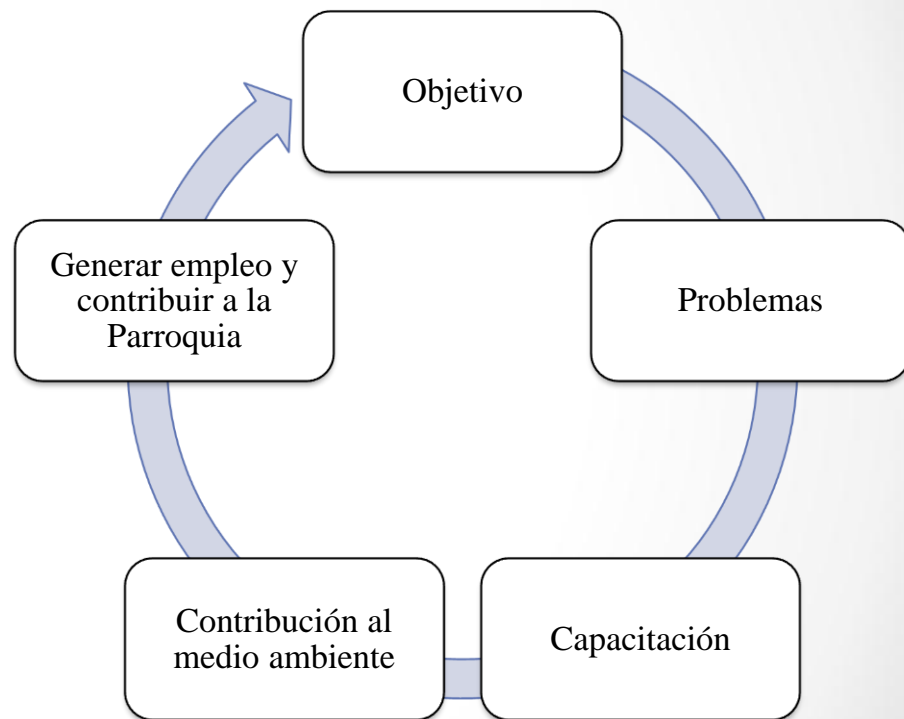 Objetivo
Problemas
Capacitación
Contribución al
medio ambiente
Generar empleo y
contribuir a la
Parroquia